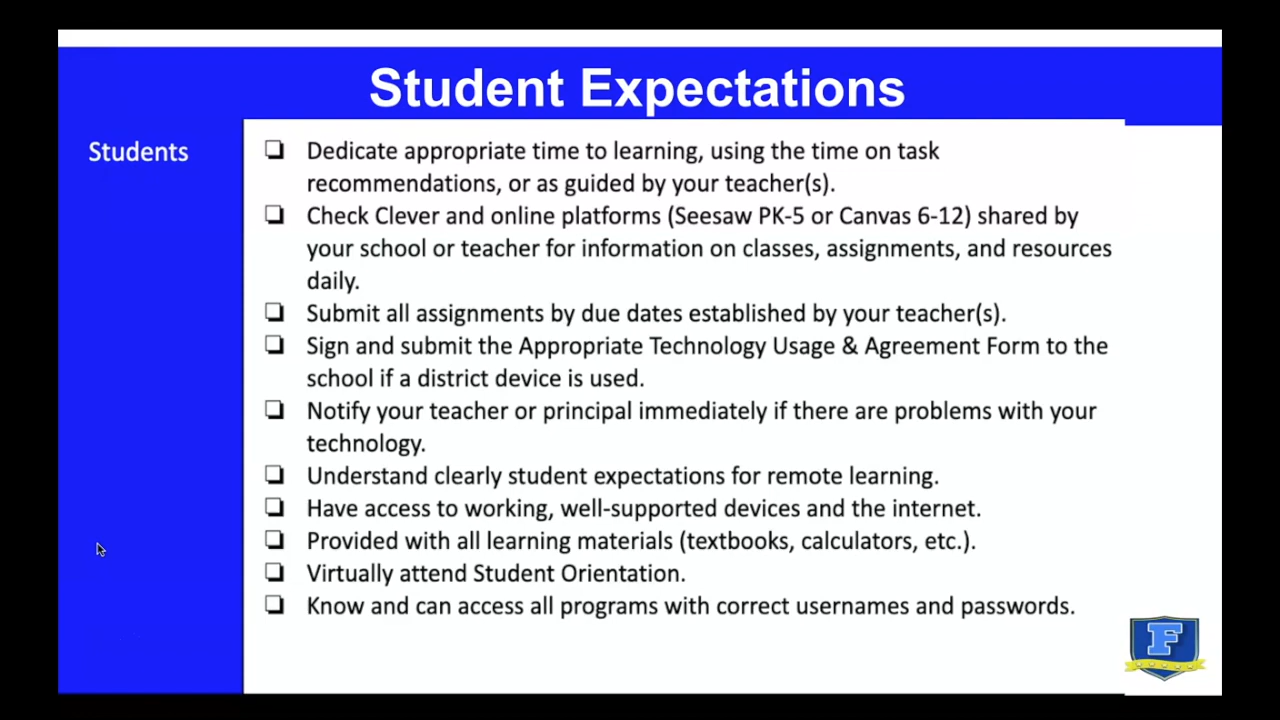 Student Expectations
Students
❏ Dedicate appropriate time to learning, using the time on task
recommendations, or as guided by your teacher(s).
❏ Check Clever and online platforms (Seesaw PK-5 or Canvas 6-12) shared by
your school or teacher for information on classes, assignments, and resources
daily.
❏ Submit all assignments by due dates established by your teacher(s).
❏ Sign and submit the Appropriate Technology Usage & Agreement Form to the
school if a district device is used.
❏ Notify your teacher or principal immediately if there are problems with your
technology.
❏ Understand clearly student expectations for remote learning.
❏ Have access to working, well-supported devices and the internet.
❏ Provided with all learning materials (textbooks, calculators, etc.).
❏ Virtually attend Student Orientation.
❏ Know and can access all programs with correct usernames and passwords.
F